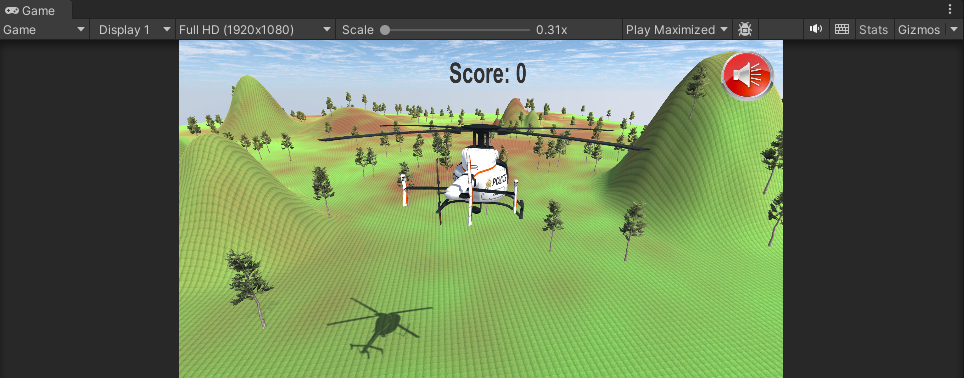 Game
Game Display 1 Full HD (1920x1080) Scale 0.31x Play Maximized Stats Gizmos
Score: 0
POLICE